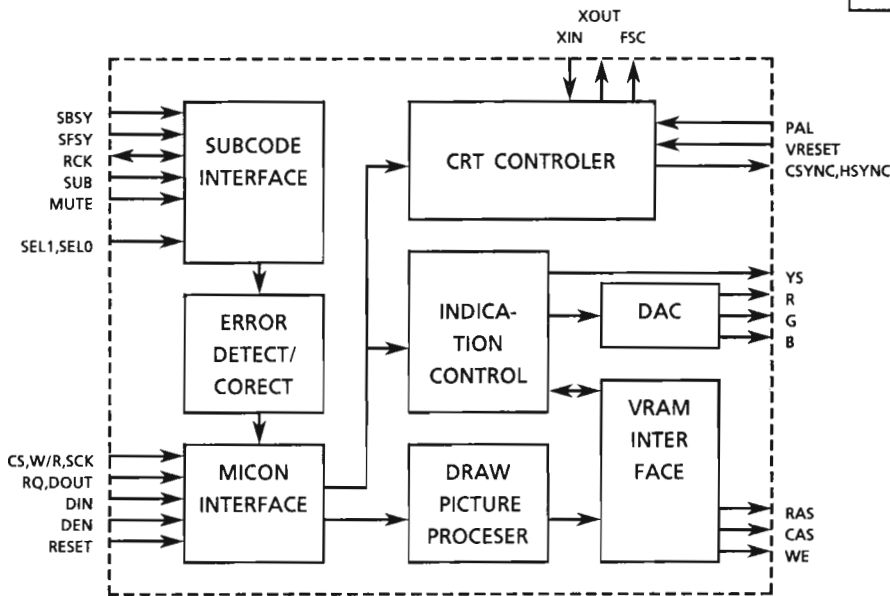 XOUT
XIN
FSC
SBSY
SFSY
RCK
SUB
MUTE
SEL1,SEL0
SUBCODE
INTERFACE
CRT CONTROLER
PAL
VRESET
CSYNC,HSYNC
ERROR
DETECT/
CORECT
INDICA-
TION
CONTROL
DAC
YS
R
G
B
CS,W/R,SCK
RQ,DOUT
DIN
DEN
RESET
MICON
INTERFACE
DRAW
PICTURE
PROCESER
VRAM
INTER
FACE
RAS
CAS
WE